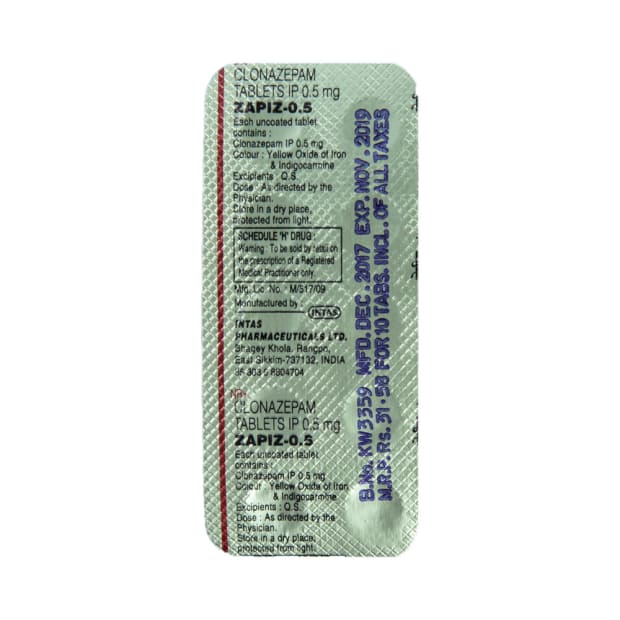 CLONAZEPAM
TABLETS IP 0.5 mg
ZAPIZ-0.5
Each uncoated tablet
contains :
Clonazepam IP 0.5 mg
Colour : Yellow Oxide of Iron
& Indigocarmine
Excipients : Q.S.
Dose : As directed by the
Physician.
Store in a dry place,
protected from light.
SCHEDULE 'H' DRUG :
Warning : To be sold by retail on
the prescription of a Registered
Medical Practitioner only.
Mfg. Lic. No. : M/517/09
Manufactured by :
INTAS
INTAS
PHARMACEUTICALS LTD.
Bhagey Khola, Rangpo,
East Sikkim-737132, INDIA
NRx
CLONAZEPAM
TABLETS IP 0.5 mg
ZAPIZ-0.5
Each uncoated tablet
contains :
Clonazepam IP 0.5 mg
Colour : Yellow Oxide of Iron
& Indigocarmine
Excipients : Q.S.
Dose : As directed by the
Physician.
Store in a dry place,
protected from light.
B.No. KW3359 MFD. DEC. 2017 EXP. NOV. 2019
M.R.P. Rs. 31.58 FOR 10 TABS. INCL. OF ALL TAXES